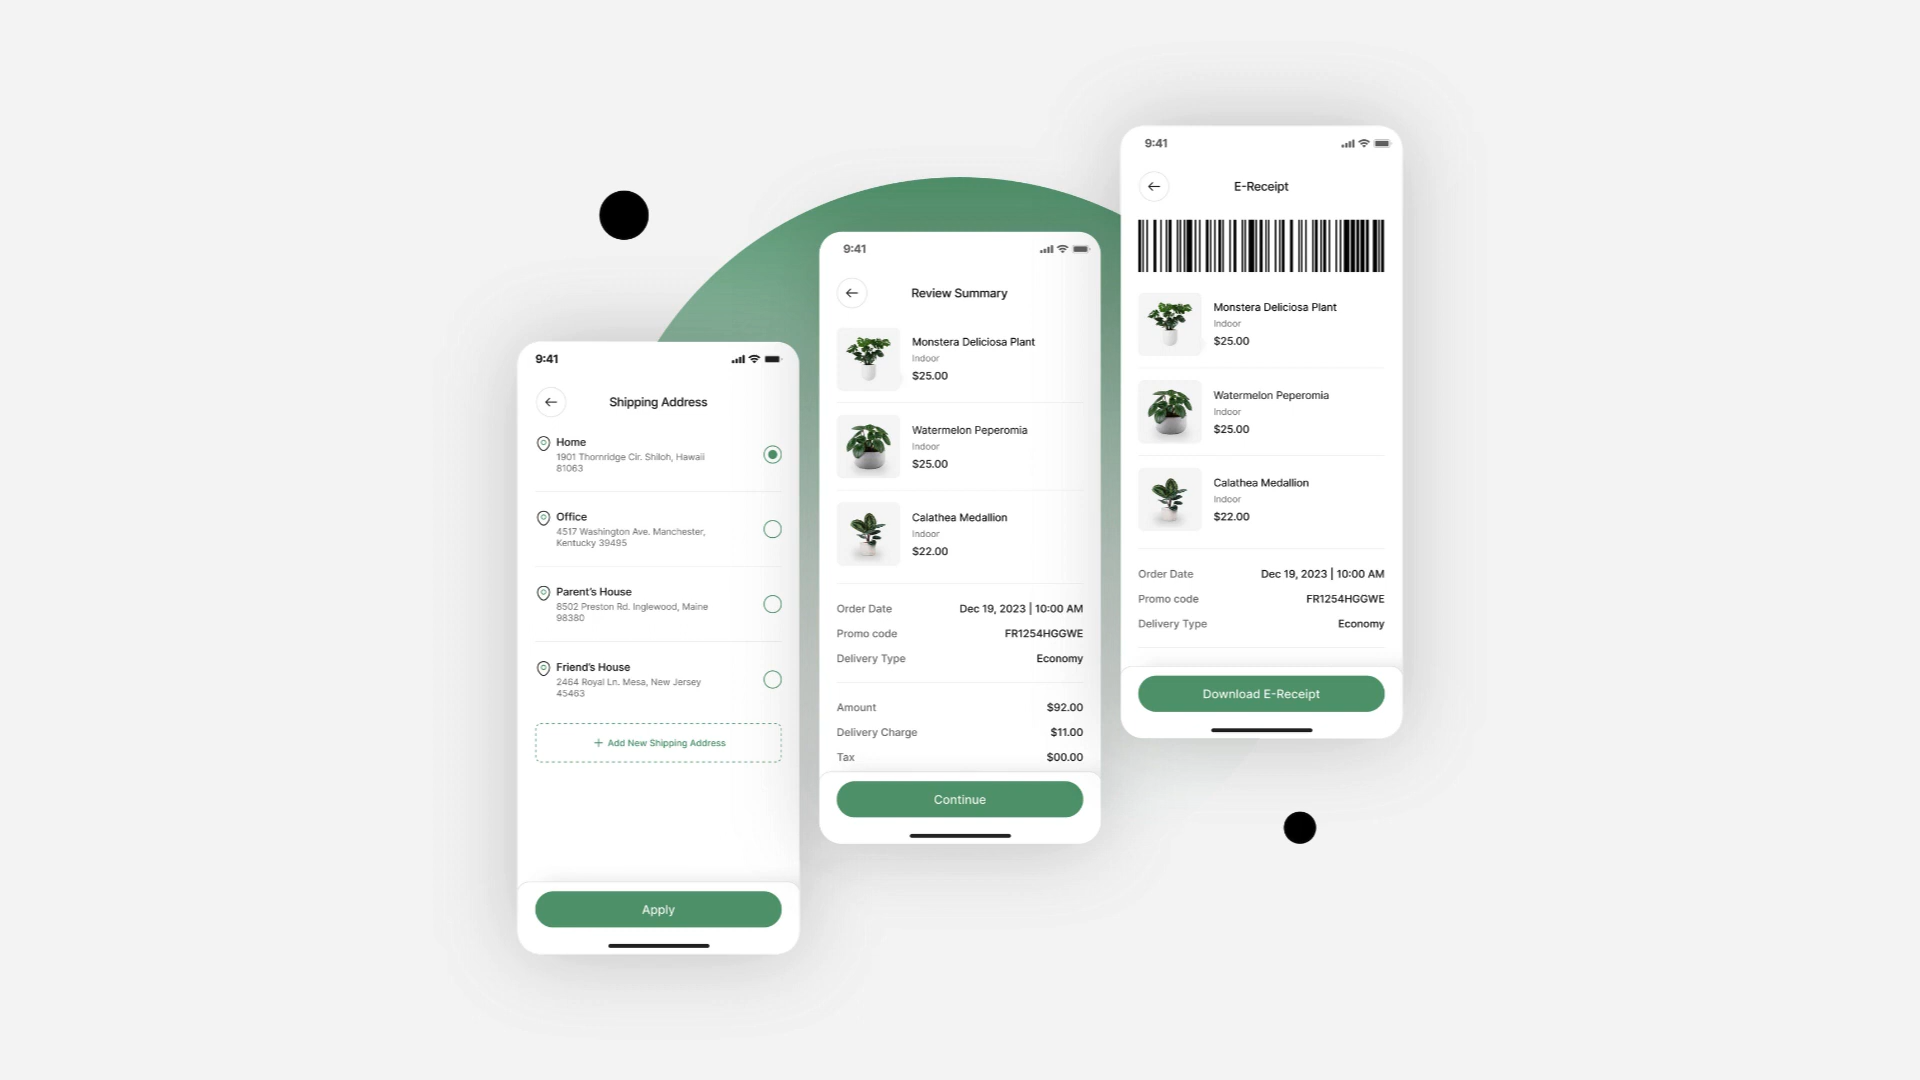 9:41
Shipping Address
Home
1901 Thornridge Cir. Shiloh, Hawaii
81063
Office
4517 Washington Ave. Manchester,
Kentucky 39495
Parent's House
8502 Preston Rd. Inglewood, Maine
98380
Friend's House
2464 Royal Ln. Mesa, New Jersey
45463
+ Add New Shipping Address
Apply
9:41
Review Summary
Monstera Deliciosa Plant
Indoor
$25.00
Watermelon Peperomia
Indoor
$25.00
Calathea Medallion
Indoor
$22.00
Order Date Dec 19, 2023 | 10:00 AM
Promo code FR1254HGGWE
Delivery Type Economy
Amount $92.00
Delivery Charge $11.00
Tax $00.00
Continue
9:41
E-Receipt
Monstera Deliciosa Plant
Indoor
$25.00
Watermelon Peperomia
Indoor
$25.00
Calathea Medallion
Indoor
$22.00
Order Date Dec 19, 2023 | 10:00 AM
Promo code FR1254HGGWE
Delivery Type Economy
Download E-Receipt